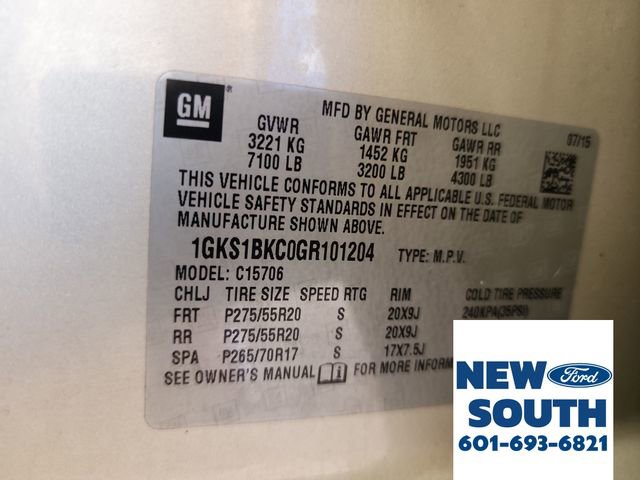 GM
MFD BY GENERAL MOTORS LLC
GVWR GAWR FRT GAWR RR 07/15
3221 KG 1452 KG 1951 KG
7100 LB 3200 LB 4300 LB
THIS VEHICLE CONFORMS TO ALL APPLICABLE U.S. FEDERAL MOTOR
VEHICLE SAFETY STANDARDS IN EFFECT ON THE DATE OF
MANUFACTURE SHOWN ABOVE.
1GKS1BKC0GR101204 TYPE: M.P.V.
MODEL: C15706
CHLJ TIRE SIZE SPEED RTG RIM COLD TIRE PRESSURE
FRT P275/55R20 S 20X9J 240KPA(35PSI)
RR P275/55R20 S 20X9J
SPA P265/70R17 S 17X7.5J
SEE OWNER'S MANUAL FOR MORE INFORM
NEW Ford
SOUTH
601-693-6821